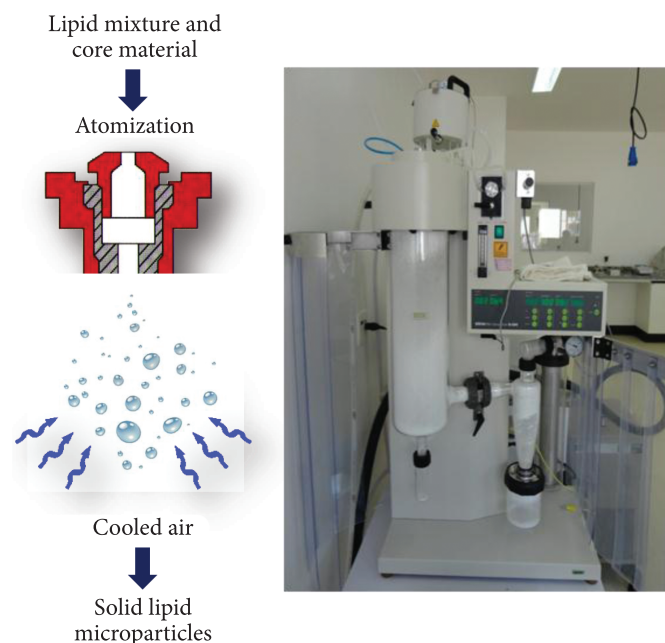 Lipid mixture and
core material
Atomization
Cooled air
Solid lipid
microparticles